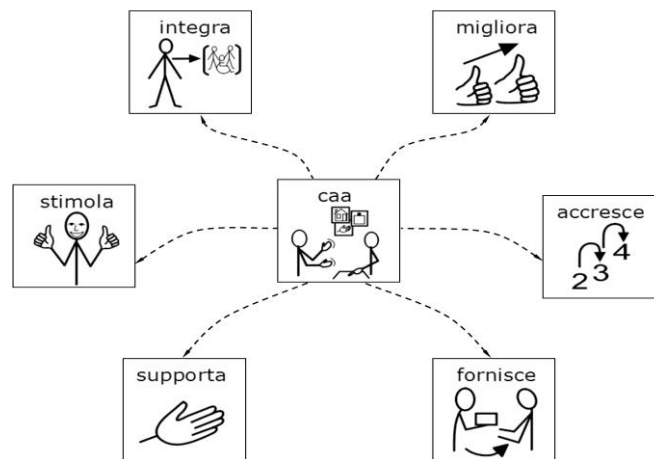 integra
migliora
stimola
caa
accresce
2 3 4
supporta
fornisce